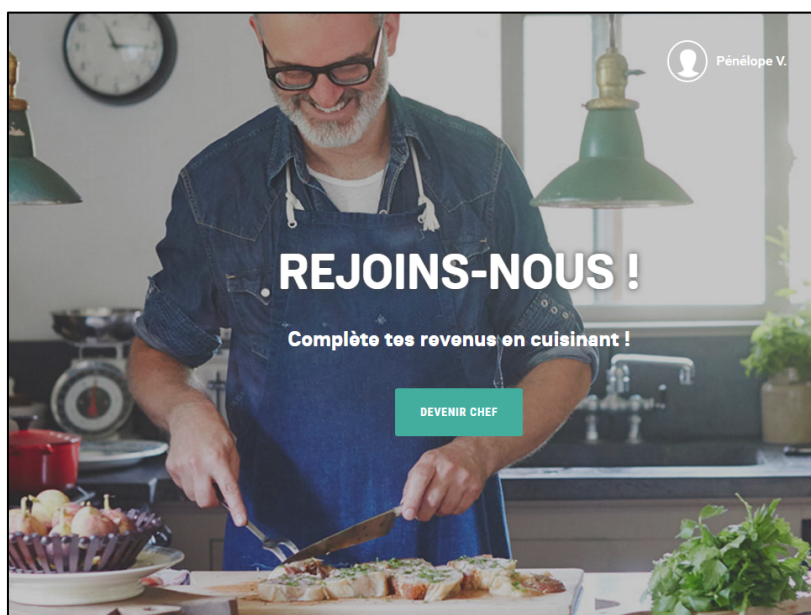 Pénélope V.
REJOINS-NOUS !
Complète tes revenus en cuisinant !
DEVENIR CHEF